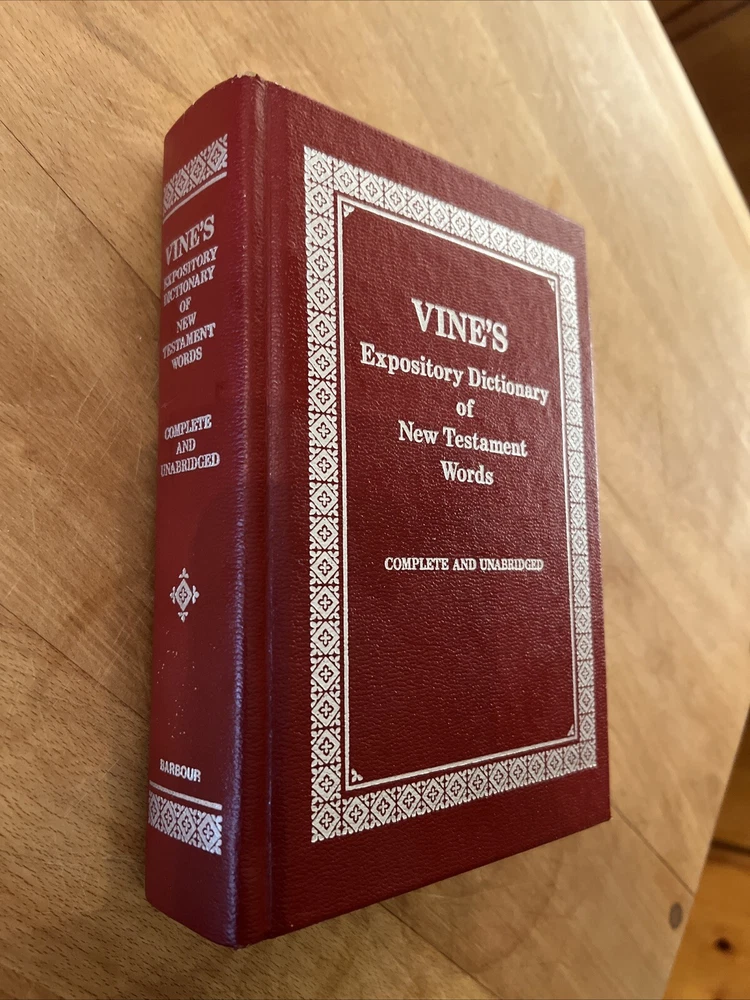 VINE'S
EXPOSITORY
DICTIONARY
OF
NEW
TESTAMENT
WORDS
COMPLETE
AND
UNABRIDGED
BARBOUR
VINE'S
Expository Dictionary
of
New Testament
Words
COMPLETE AND UNABRIDGED